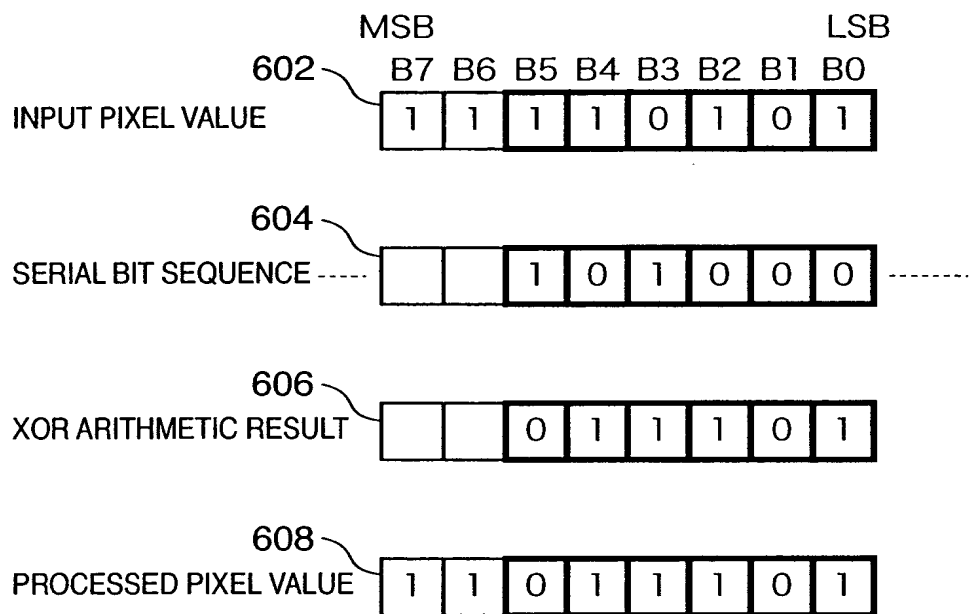 MSB LSB
602 B7 B6 B5 B4 B3 B2 B1 B0
INPUT PIXEL VALUE 1 1 1 1 0 1 0 1
604
SERIAL BIT SEQUENCE 1 0 1 0 0 0
606
XOR ARITHMETIC RESULT 0 1 1 1 0 1
608
PROCESSED PIXEL VALUE 1 1 0 1 1 1 0 1